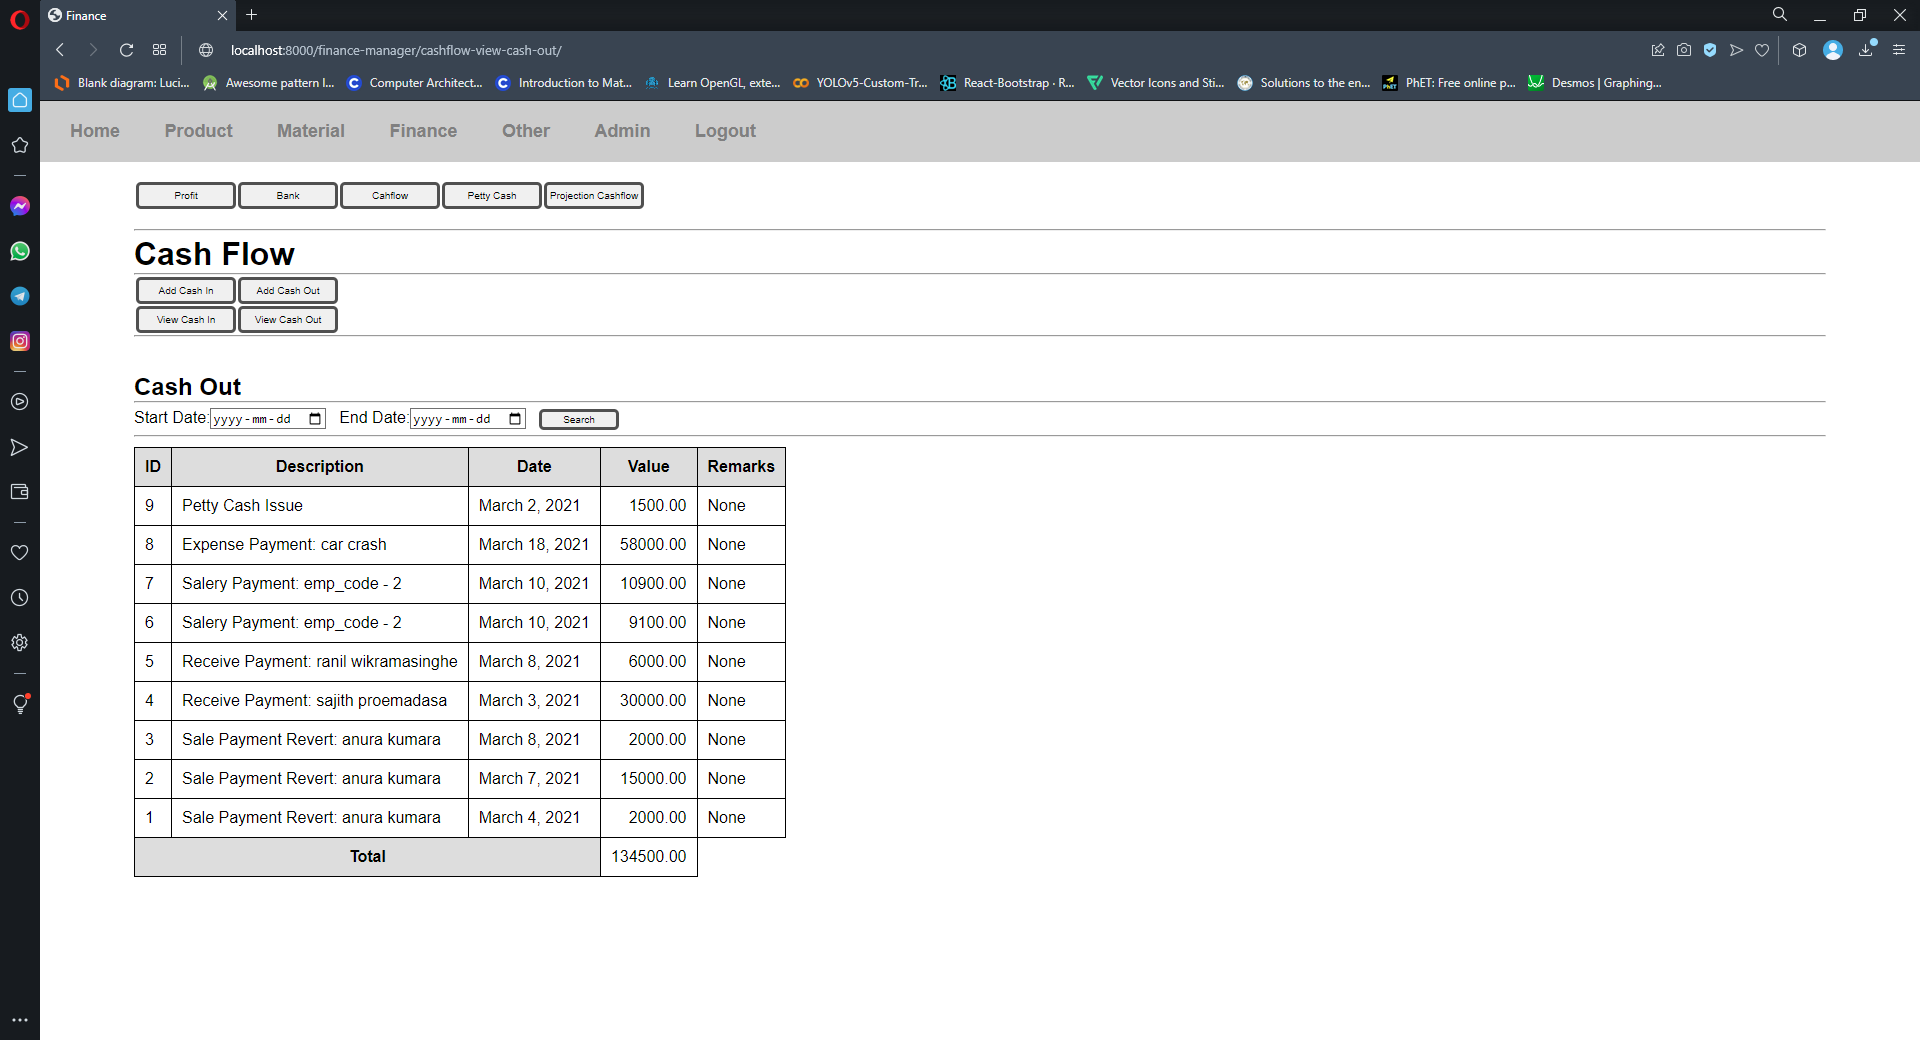 Finance
localhost:8000/finance-manager/cashflow-view-cash-out/
Blank diagram: Luci... Awesome pattern l... Computer Architect... Introduction to Mat... Learn OpenGL, exte... YOLOv5-Custom-Tr... React-Bootstrap · R... Vector Icons and Sti... Solutions to the en... PhET: Free online p... Desmos | Graphing...
Home Product Material Finance Other Admin Logout
Profit Bank Cahflow Petty Cash Projection Cashflow
Cash Flow
Add Cash In Add Cash Out
View Cash In View Cash Out
Cash Out
Start Date: yyyy-mm-dd End Date: yyyy-mm-dd Search
ID Description Date Value Remarks
9 Petty Cash Issue March 2, 2021 1500.00 None
8 Expense Payment: car crash March 18, 2021 58000.00 None
7 Salery Payment: emp_code - 2 March 10, 2021 10900.00 None
6 Salery Payment: emp_code - 2 March 10, 2021 9100.00 None
5 Receive Payment: ranil wikramasinghe March 8, 2021 6000.00 None
4 Receive Payment: sajith proemadasa March 3, 2021 30000.00 None
3 Sale Payment Revert: anura kumara March 8, 2021 2000.00 None
2 Sale Payment Revert: anura kumara March 7, 2021 15000.00 None
1 Sale Payment Revert: anura kumara March 4, 2021 2000.00 None
Total 134500.00